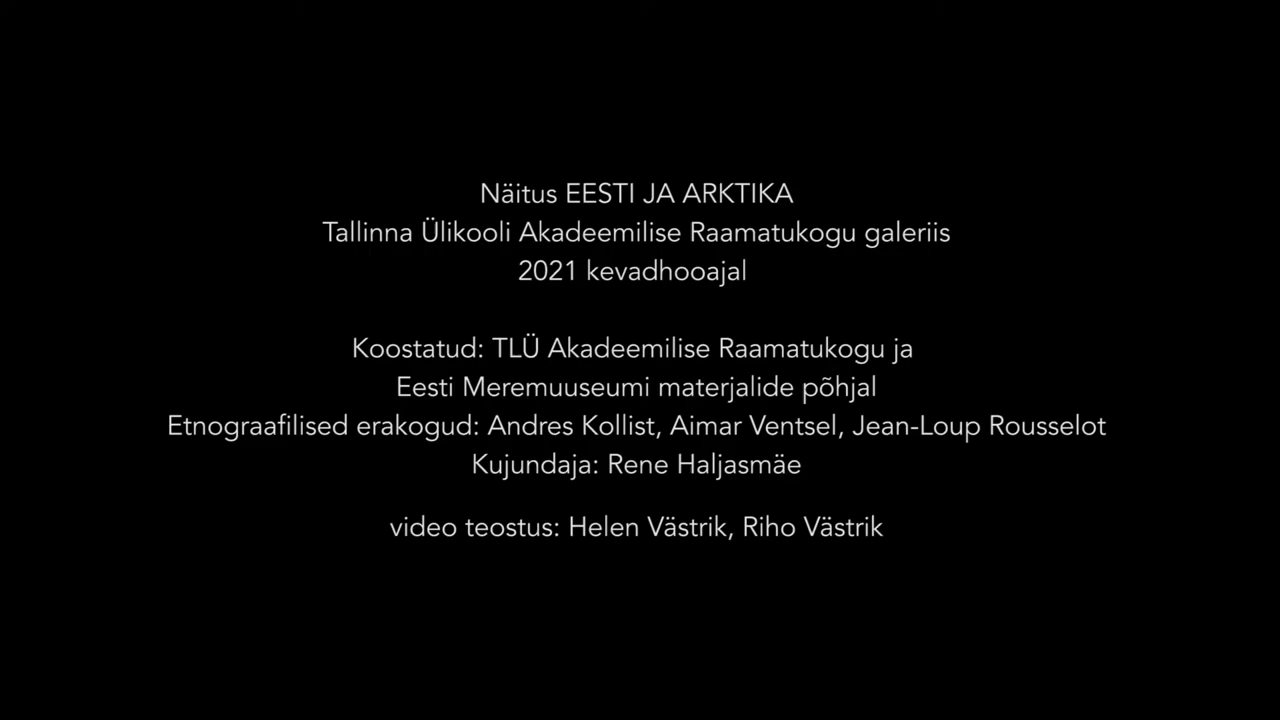 Näitus EESTI JA ARKTIKA
Tallinna Ülikooli Akadeemilise Raamatukogu galeriis
2021 kevadhooajal
Koostatud: TLÜ Akadeemilise Raamatukogu ja
Eesti Meremuuseumi materjalide põhjal
Etnograafilised erakogud: Andres Kollist, Aimar Ventsel, Jean-Loup Rousselot
Kujundaja: Rene Haljasmäe
video teostus: Helen Västrik, Riho Västrik